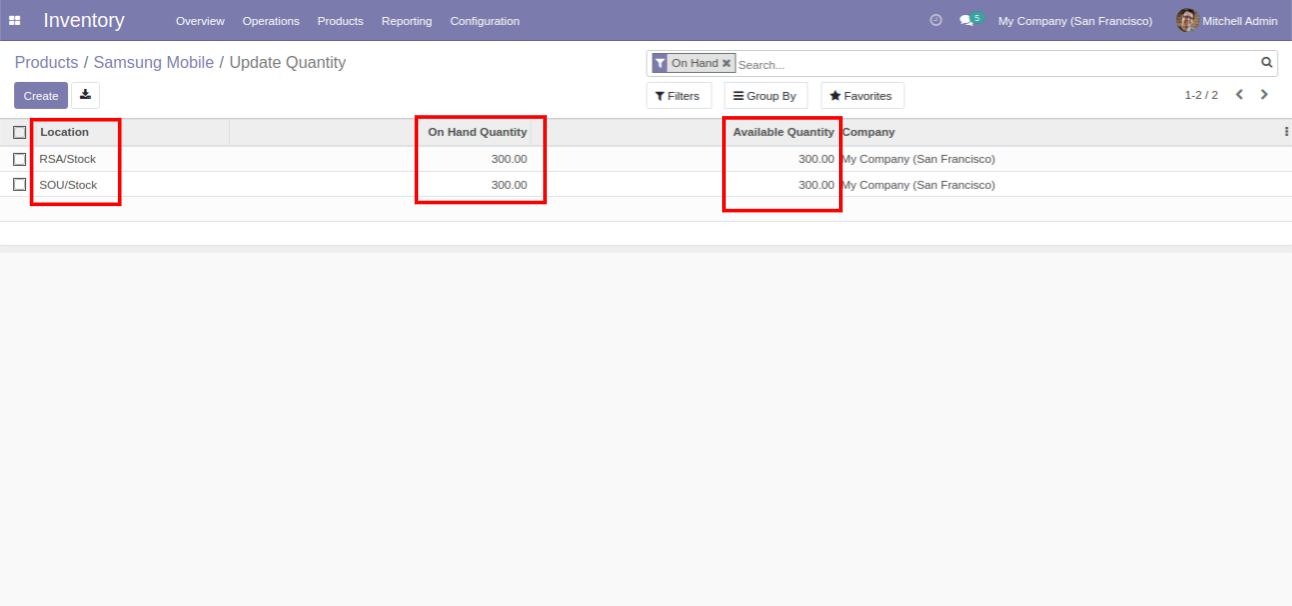 Inventory Overview Operations Products Reporting Configuration 5 My Company (San Francisco) Mitchell Admin
Products / Samsung Mobile / Update Quantity On Hand Search...
Create Filters Group By Favorites 1-2 / 2
Location On Hand Quantity Available Quantity Company
RSA/Stock 300.00 300.00 My Company (San Francisco)
SOU/Stock 300.00 300.00 My Company (San Francisco)